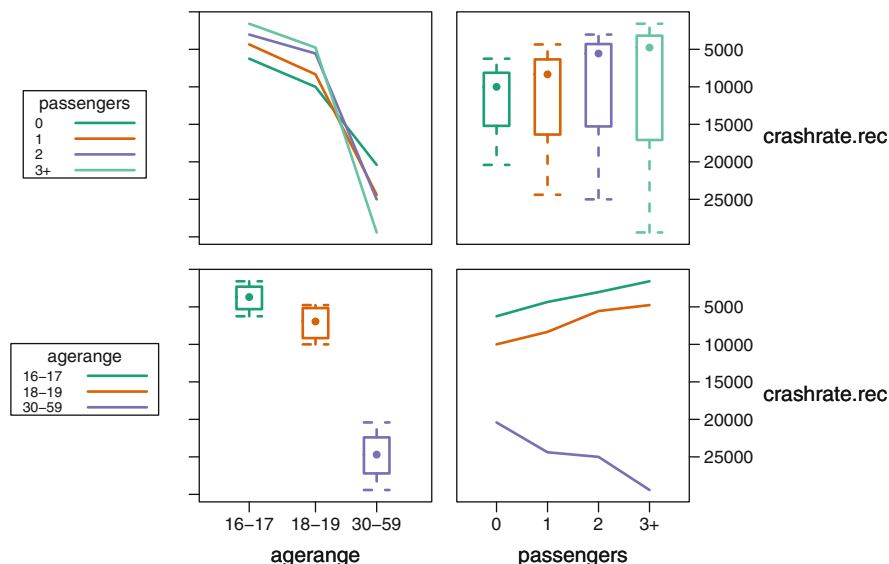 passengers
0
1
2
3+
5000
10000
15000
20000
25000
crashrate.rec
agerange
16−17
18−19
30−59
5000
10000
15000
20000
25000
crashrate.rec
16−17 18−19 30−59
0 1 2 3+
agerange passengers